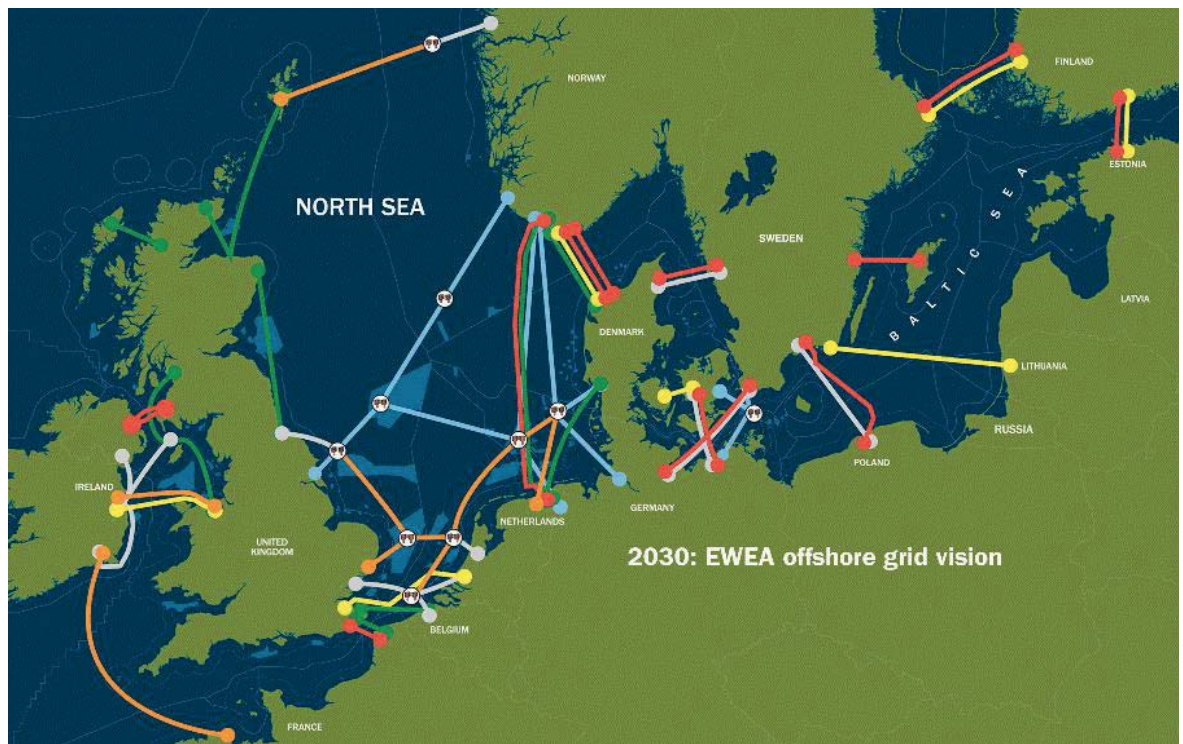 NORWAY
FINLAND
ESTONIA
NORTH SEA
BALTIC SEA
SWEDEN
LATVIA
DENMARK
LITHUANIA
RUSSIA
POLAND
IRELAND
NETHERLANDS
GERMANY
UNITED
KINGDOM
2030: EWEA offshore grid vision
BELGIUM
FRANCE